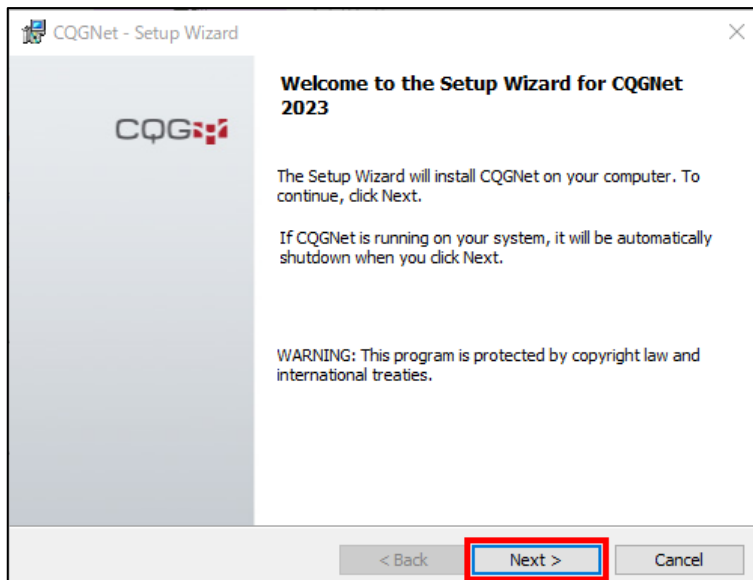 CQGNet - Setup Wizard
Welcome to the Setup Wizard for CQGNet
2023
CQG
The Setup Wizard will install CQGNet on your computer. To
continue, click Next.
If CQGNet is running on your system, it will be automatically
shutdown when you click Next.
WARNING: This program is protected by copyright law and
international treaties.
< Back
Next >
Cancel